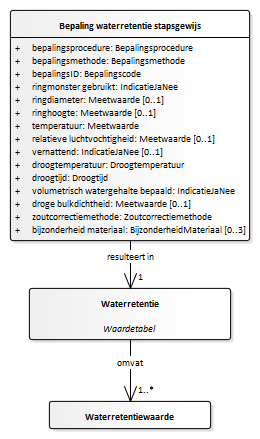 Bepaling waterretentie stapsgewijs
+ bepalingsprocedure: Bepalingsprocedure
+ bepalingsmethode: Bepalingsmethode
+ bepalingsID: Bepalingscode
+ ringmonster gebruikt: IndicatieJaNee
+ ringdiameter: Meetwaarde [0..1]
+ ringhoogte: Meetwaarde [0..1]
+ temperatuur: Meetwaarde
+ relatieve luchtvochtigheid: Meetwaarde [0..1]
+ vernattend: IndicatieJaNee [0..1]
+ droogtemperatuur: Droogtemperatuur
+ droogtijd: Droogtijd
+ volumetrisch watergehalte bepaald: IndicatieJaNee
+ droge bulkdichtheid: Meetwaarde [0..1]
+ zoutcorrectiemethode: Zoutcorrectiemethode
+ bijzonderheid materiaal: BijzonderheidMateriaal [0..3]
resulteert in
/1
Waterretentie
Waardetabel
omvat
/1..*
Waterretentiewaarde